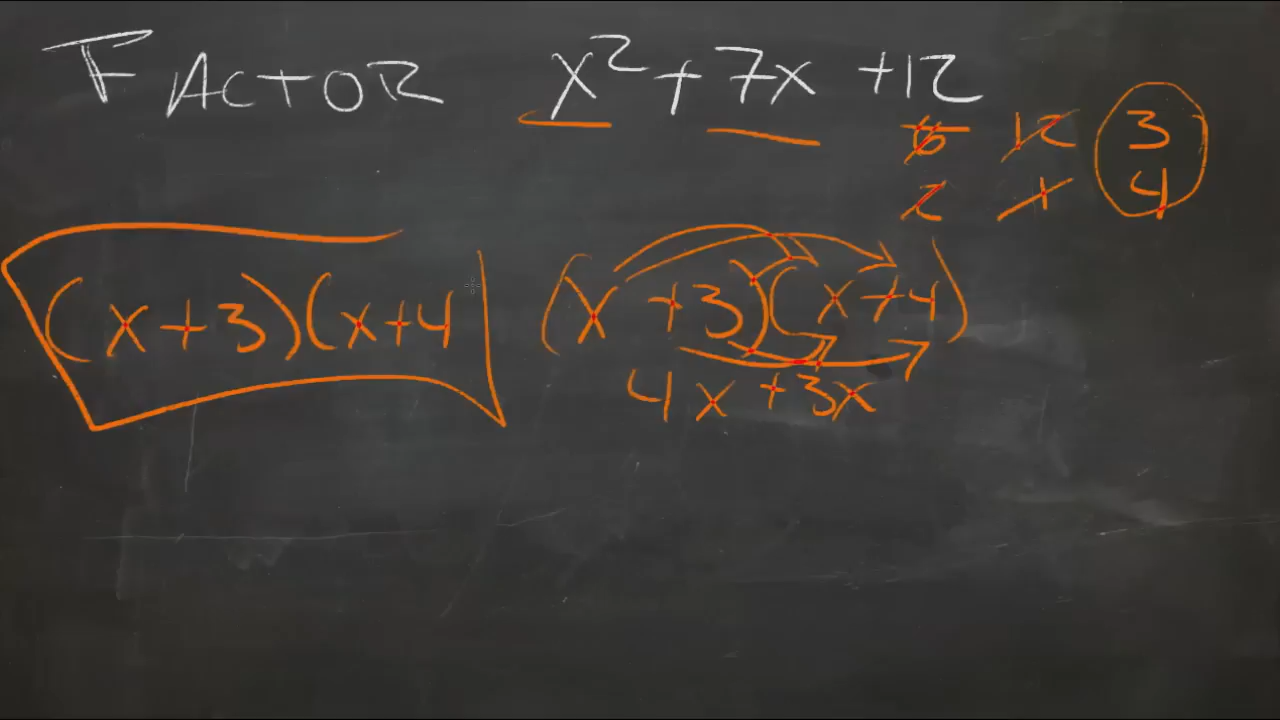 FACTOR x² + 7x + 12
6 12 3
2 1 4
(x+3)(x+4 (x+3)(x+4)
4x+3x